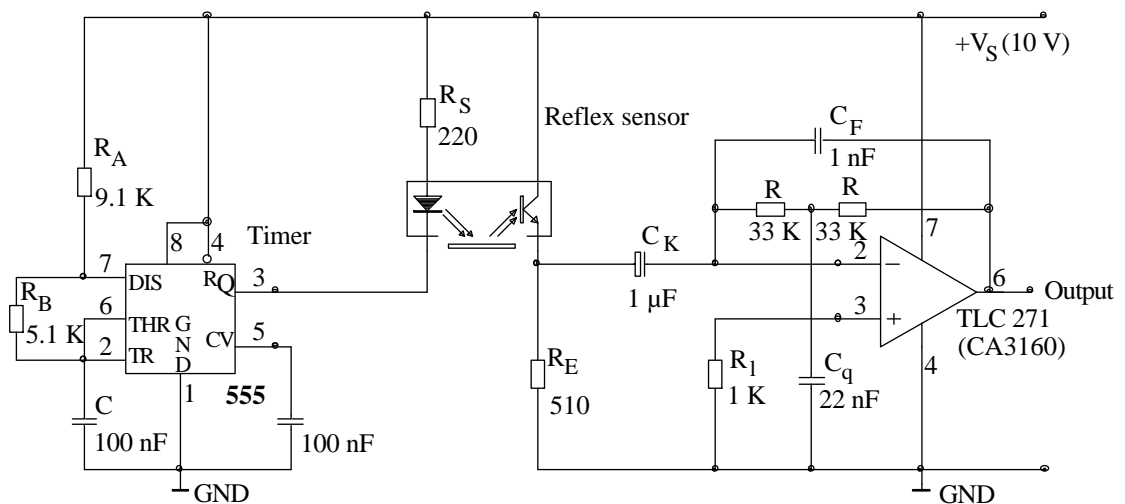 +V_S (10 V)
R_S
220
Reflex sensor
C_F
1 nF
R_A
9.1 K
R
R
33 K
33 K
8
4
Timer
7
C_K
7
3
2
6
DIS
R
Q
R_B
5.1 K
1 µF
Output
6
THR
G
N
D
CV
5
3
TLC 271
(CA3160)
2
TR
R_E
510
R_1
1 K
C_q
22 nF
4
1
555
C
100 nF
100 nF
GND
GND